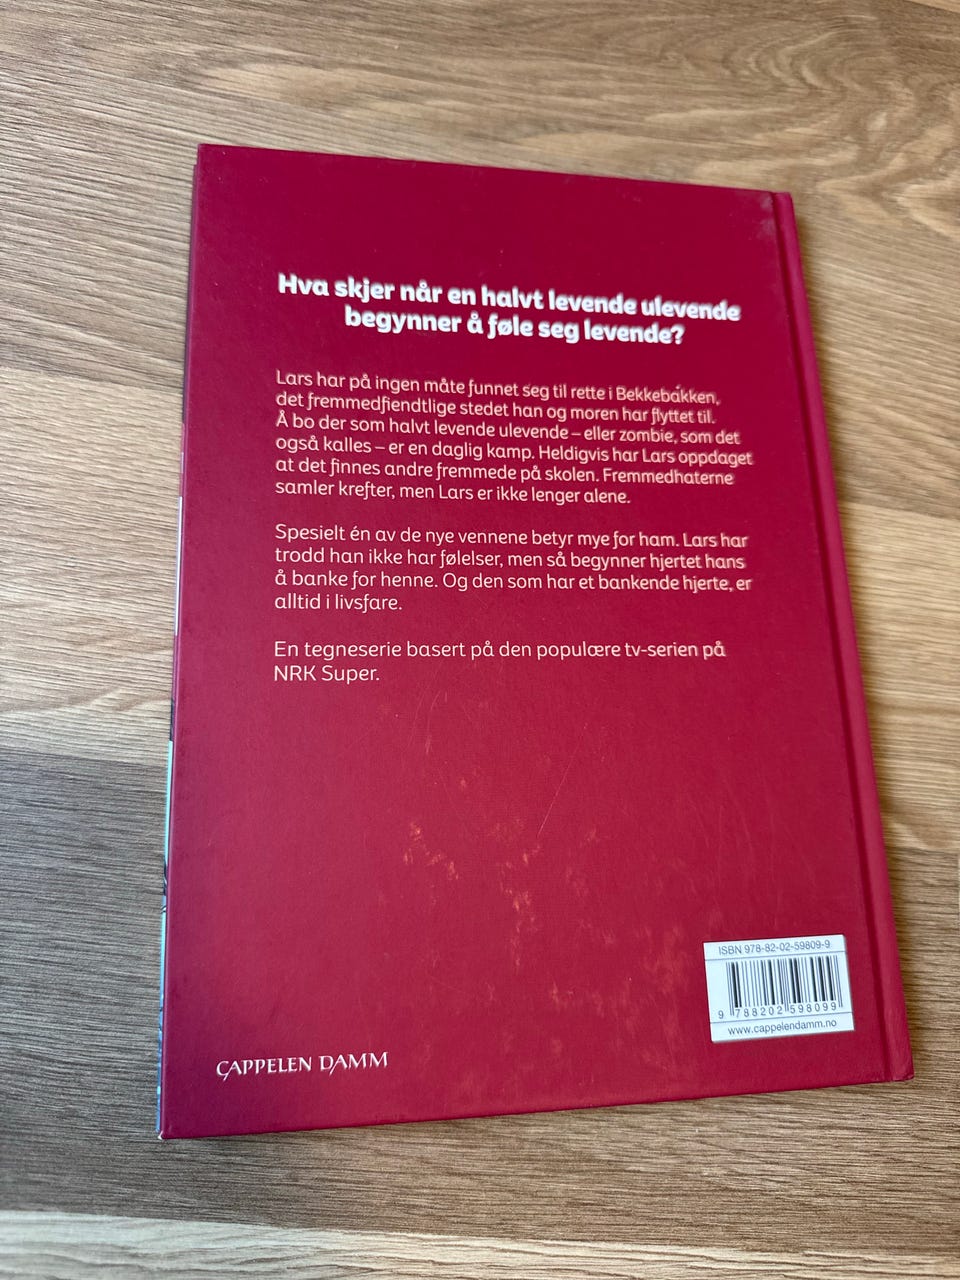 Hva skjer når en halvt levende ulevende
begynner å føle seg levende?
Lars har på ingen måte funnet seg til rette i Bekkebakken,
det fremmedfiendtlige stedet han og moren har flyttet til.
Å bo der som halvt levende ulevende – eller zombie, som det
også kalles – er en daglig kamp. Heldigvis har Lars oppdaget
at det finnes andre fremmede på skolen. Fremmedhaterne
samler krefter, men Lars er ikke lenger alene.
Spesielt én av de nye vennene betyr mye for ham. Lars har
trodd han ikke har følelser, men så begynner hjertet hans
å banke for henne. Og den som har et bankende hjerte, er
alltid i livsfare.
En tegneserie basert på den populære tv-serien på
NRK Super.
ISBN 978-82-02-59809-9
9 788202 598099
www.cappelendamm.no
CAPPELEN DAMM